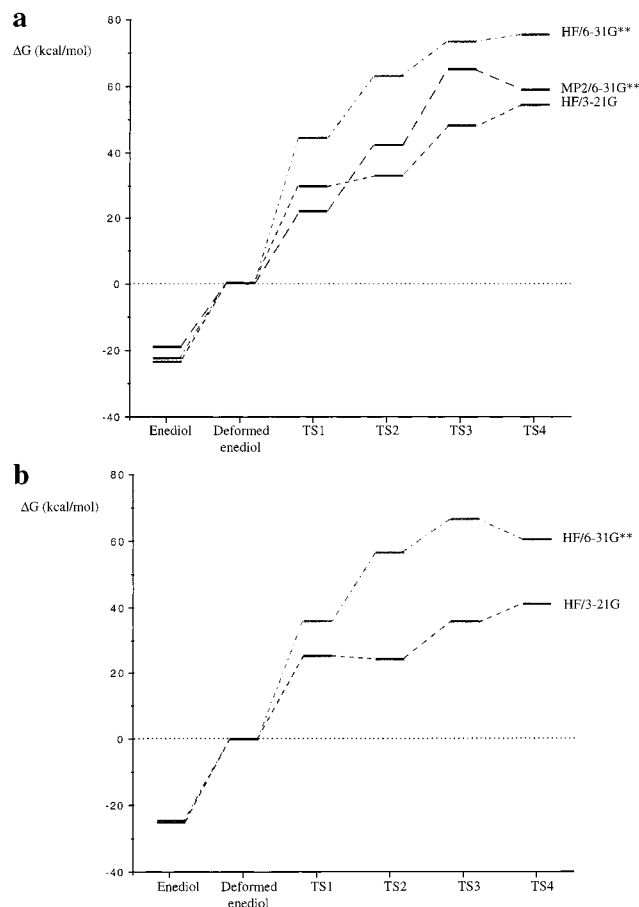 a
ΔG (kcal/mol)
80
60
40
20
0
-20
-40
HF/6-31G**
MP2/6-31G**
HF/3-21G
Enediol
Deformed
enediol
TS1
TS2
TS3
TS4
b
ΔG (kcal/mol)
80
60
40
20
0
-20
-40
HF/6-31G**
HF/3-21G
Enediol
Deformed
enediol
TS1
TS2
TS3
TS4